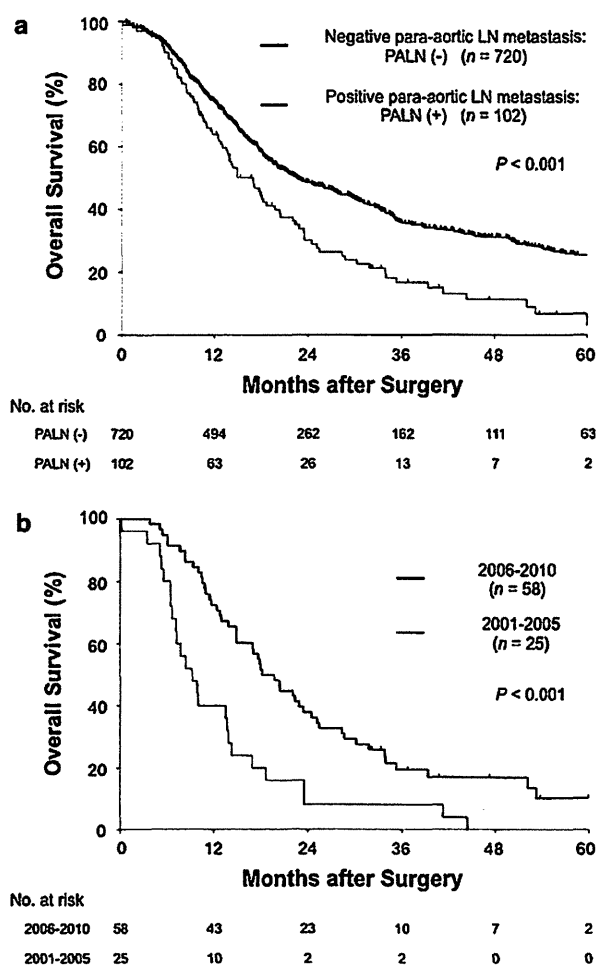 a
Negative para-aortic LN metastasis:
PALN (-) (n = 720)
Positive para-aortic LN metastasis:
PALN (+) (n = 102)
P < 0.001
Overall Survival (%)
100
80
60
40
20
0
0 12 24 36 48 60
Months after Surgery
No. at risk
PALN (-) 720 494 262 162 111 63
PALN (+) 102 63 26 13 7 2
b
2006-2010
(n = 58)
2001-2005
(n = 25)
P < 0.001
Overall Survival (%)
100
80
60
40
20
0
0 12 24 36 48 60
Months after Surgery
No. at risk
2006-2010 58 43 23 10 7 2
2001-2005 25 10 2 2 0 0